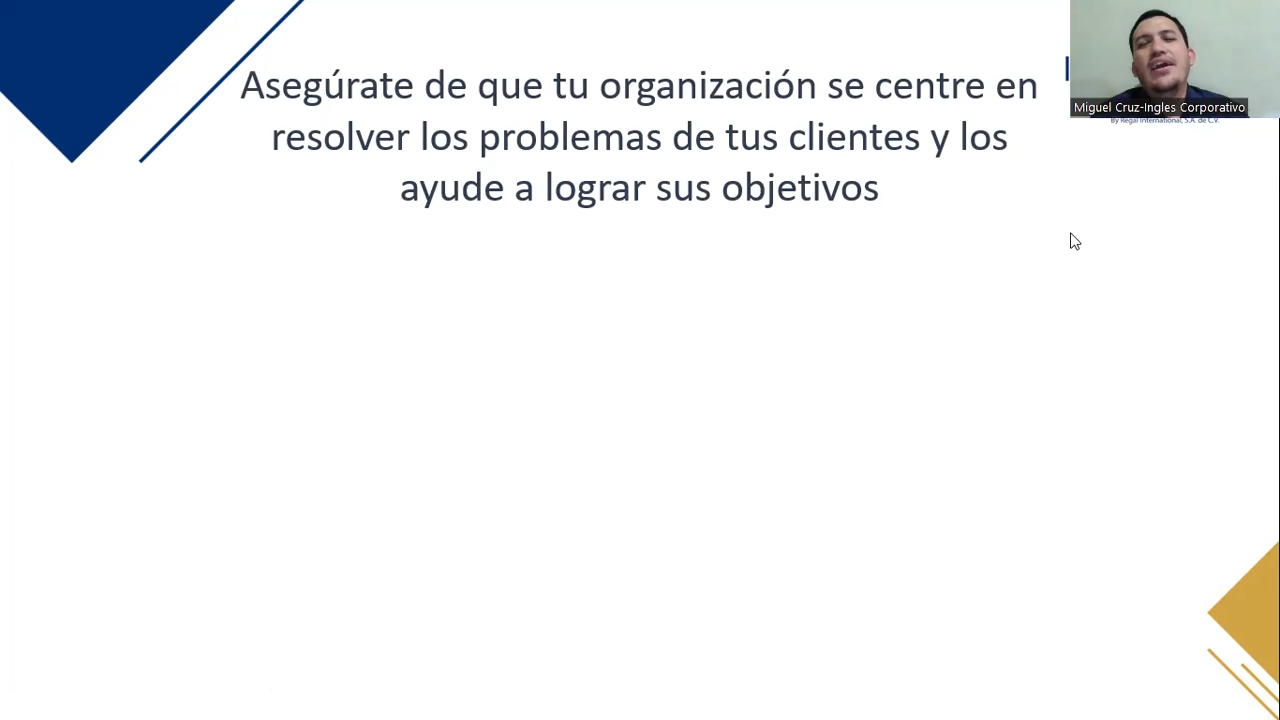 Asegúrate de que tu organización se centre en
resolver los problemas de tus clientes y los
ayude a lograr sus objetivos
Miguel Cruz-Ingles Corporativo
By Regal International, S.A. de C.V.